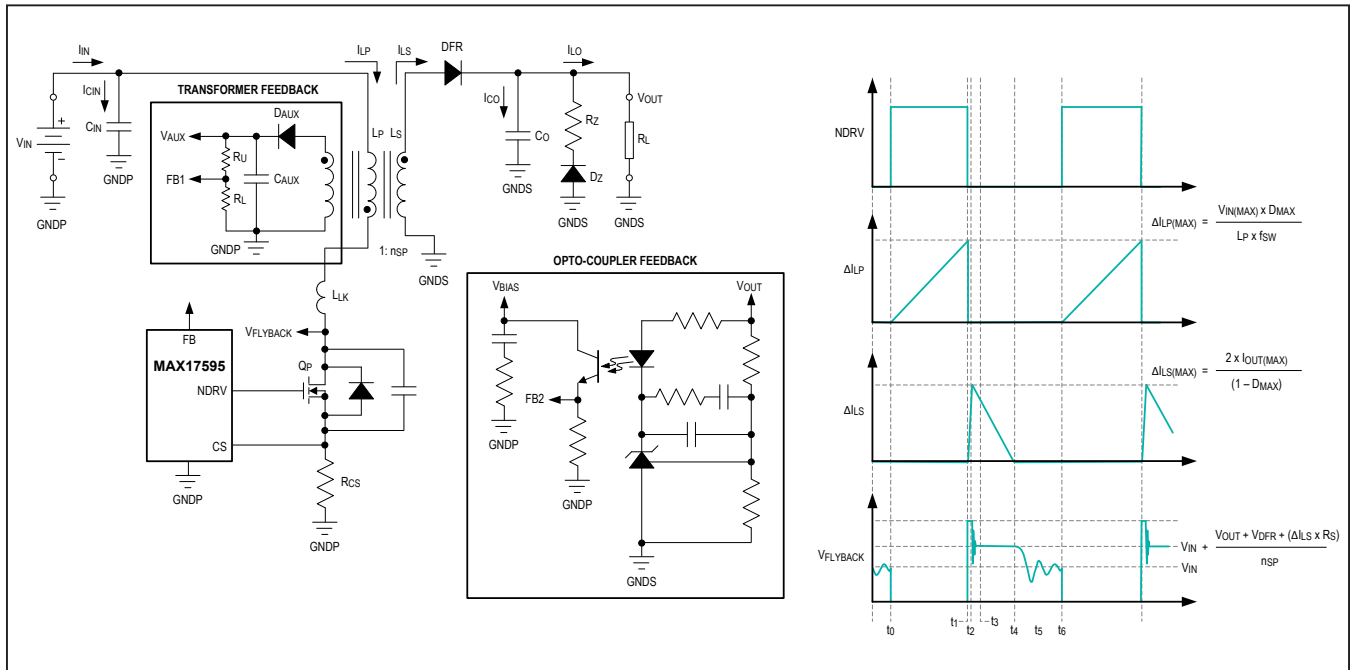 IIN
ICIN
VIN
+
−
CIN
GNDP
GNDP
TRANSFORMER FEEDBACK
DAUX
VAUX
RU
FB1
CAUX
RL
GNDP
ILP
ILS
LP LS
1: nSP
GNDS
DFR
ILO
ICO
CO
GNDS
RZ
DZ
GNDS
VOUT
RL
GNDS
LLK
VFLYBACK
FB
MAX17595
QP
NDRV
CS
GNDP
RCS
GNDP
OPTO-COUPLER FEEDBACK
VBIAS
VOUT
GNDP
FB2
GNDP
GNDS
NDRV
ΔILP
ΔILP(MAX) = VIN(MAX) x DMAX
LP x fSW
ΔILS
ΔILS(MAX) = 2 x IOUT(MAX)
(1 – DMAX)
VFLYBACK
VIN + VOUT + VDFR + (ΔILS x RS)
nSP
VIN
t0
t1
t2
t3
t4
t5
t6